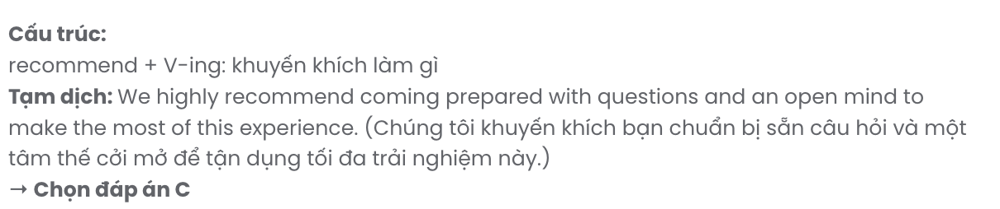 Cấu trúc:
recommend + V-ing: khuyến khích làm gì
Tạm dịch: We highly recommend coming prepared with questions and an open mind to
make the most of this experience. (Chúng tôi khuyến khích bạn chuẩn bị sẵn câu hỏi và một
tâm thế cởi mở để tận dụng tối đa trải nghiệm này.)
→ Chọn đáp án C